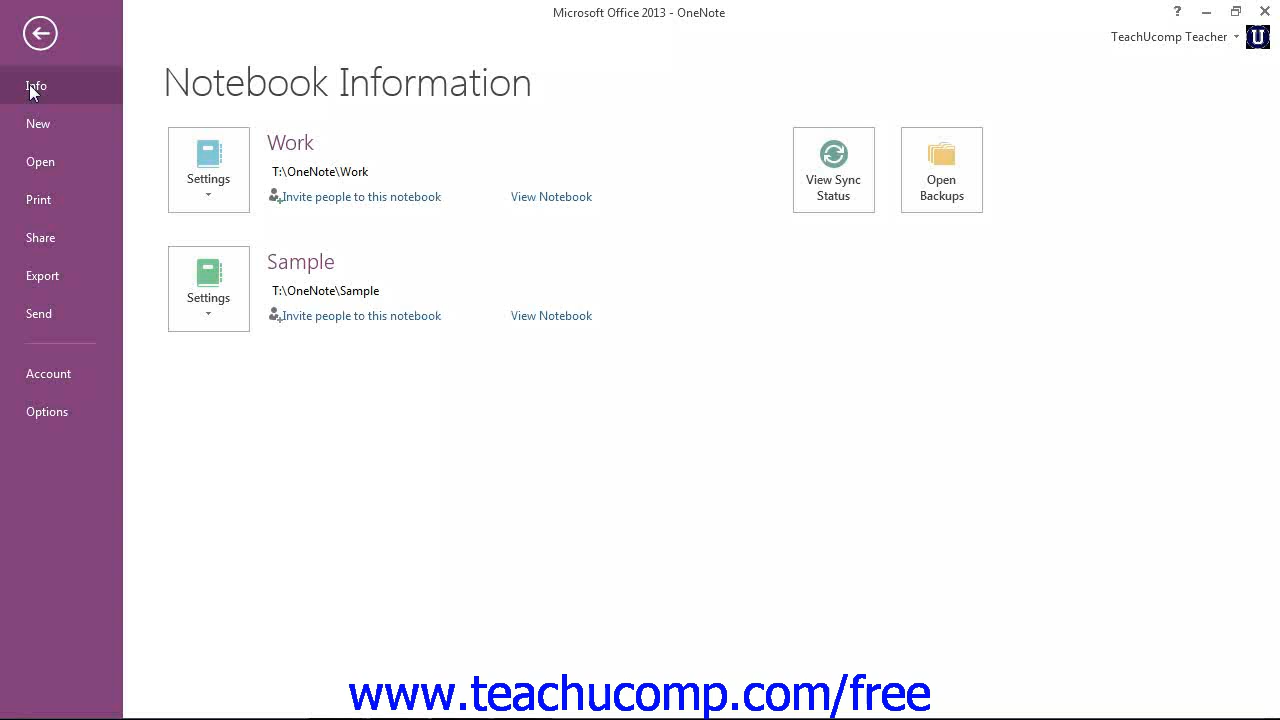 Microsoft Office 2013 - OneNote
?
TeachUcomp Teacher
U
Info
New
Open
Print
Share
Export
Send
Account
Options
Notebook Information
Settings
Work
T:\OneNote\Work
Invite people to this notebook
View Notebook
View Sync
Status
Open
Backups
Settings
Sample
T:\OneNote\Sample
Invite people to this notebook
View Notebook
www.teachucomp.com/free